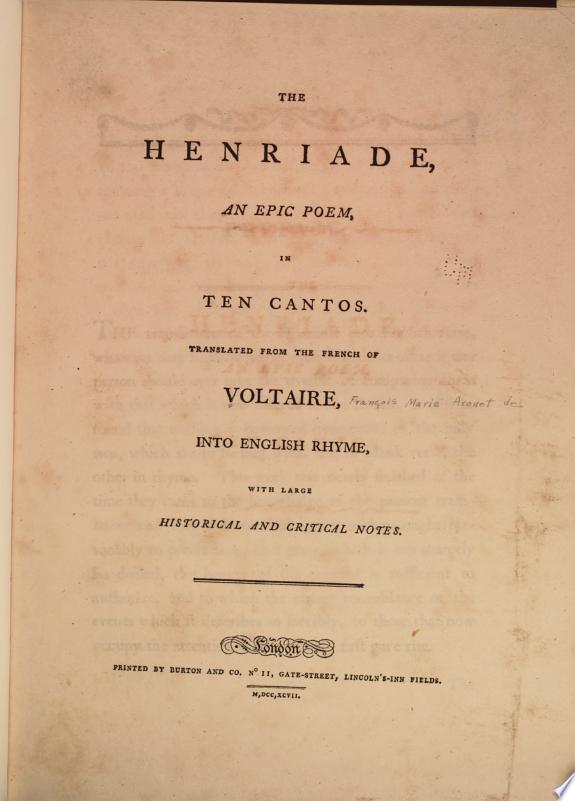 THE
HENRIADE,
AN EPIC POEM,
IN
TEN CANTOS.
TRANSLATED FROM THE FRENCH OF
VOLTAIRE, François Marie Arouet de
INTO ENGLISH RHYME,
WITH LARGE
HISTORICAL AND CRITICAL NOTES.
London
PRINTED BY BURTON AND CO. Nº 11, GATE-STREET, LINCOLN'S-INN FIELDS.
M,DCC,XCVII.